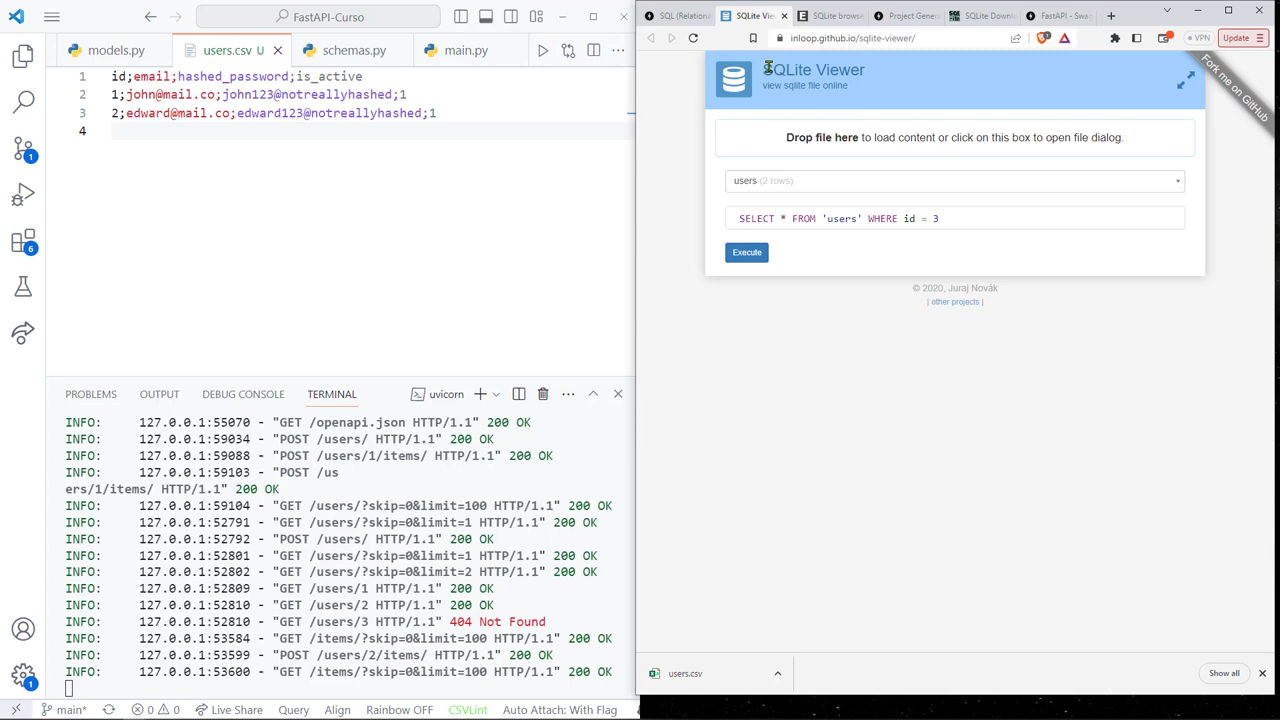 FastAPI-Curso
models.py
users.csv U
schemas.py
main.py
1 id;email;hashed_password;is_active
2 1;john@mail.co;john123@notreallyhashed;1
3 2;edward@mail.co;edward123@notreallyhashed;1
4
1
6
1
PROBLEMS OUTPUT DEBUG CONSOLE TERMINAL uvicorn
INFO: 127.0.0.1:55070 - "GET /openapi.json HTTP/1.1" 200 OK
INFO: 127.0.0.1:59034 - "POST /users/ HTTP/1.1" 200 OK
INFO: 127.0.0.1:59088 - "POST /users/1/items/ HTTP/1.1" 200 OK
INFO: 127.0.0.1:59103 - "POST /us
ers/1/items/ HTTP/1.1" 200 OK
INFO: 127.0.0.1:59104 - "GET /users/?skip=0&limit=100 HTTP/1.1" 200 OK
INFO: 127.0.0.1:52791 - "GET /users/?skip=0&limit=1 HTTP/1.1" 200 OK
INFO: 127.0.0.1:52792 - "POST /users/ HTTP/1.1" 200 OK
INFO: 127.0.0.1:52801 - "GET /users/?skip=0&limit=1 HTTP/1.1" 200 OK
INFO: 127.0.0.1:52802 - "GET /users/?skip=0&limit=2 HTTP/1.1" 200 OK
INFO: 127.0.0.1:52809 - "GET /users/1 HTTP/1.1" 200 OK
INFO: 127.0.0.1:52810 - "GET /users/2 HTTP/1.1" 200 OK
INFO: 127.0.0.1:52810 - "GET /users/3 HTTP/1.1" 404 Not Found
INFO: 127.0.0.1:53584 - "GET /items/?skip=0&limit=100 HTTP/1.1" 200 OK
INFO: 127.0.0.1:53599 - "POST /users/2/items/ HTTP/1.1" 200 OK
INFO: 127.0.0.1:53600 - "GET /items/?skip=0&limit=100 HTTP/1.1" 200 OK
main* 0 0 Live Share Query Align Rainbow OFF CSVLint Auto Attach: With Flag
SQL (Relationa
SQLite Viev
SQLite browse
Project Genera
SQLite Downlo
FastAPI - Swag
inloop.github.io/sqlite-viewer/
1
VPN
Update
SQLite Viewer
view sqlite file online
Fork me on GitHub
Drop file here to load content or click on this box to open file dialog.
users (2 rows)
SELECT * FROM 'users' WHERE id = 3
Execute
© 2020, Juraj Novák
| other projects |
users.csv
Show all